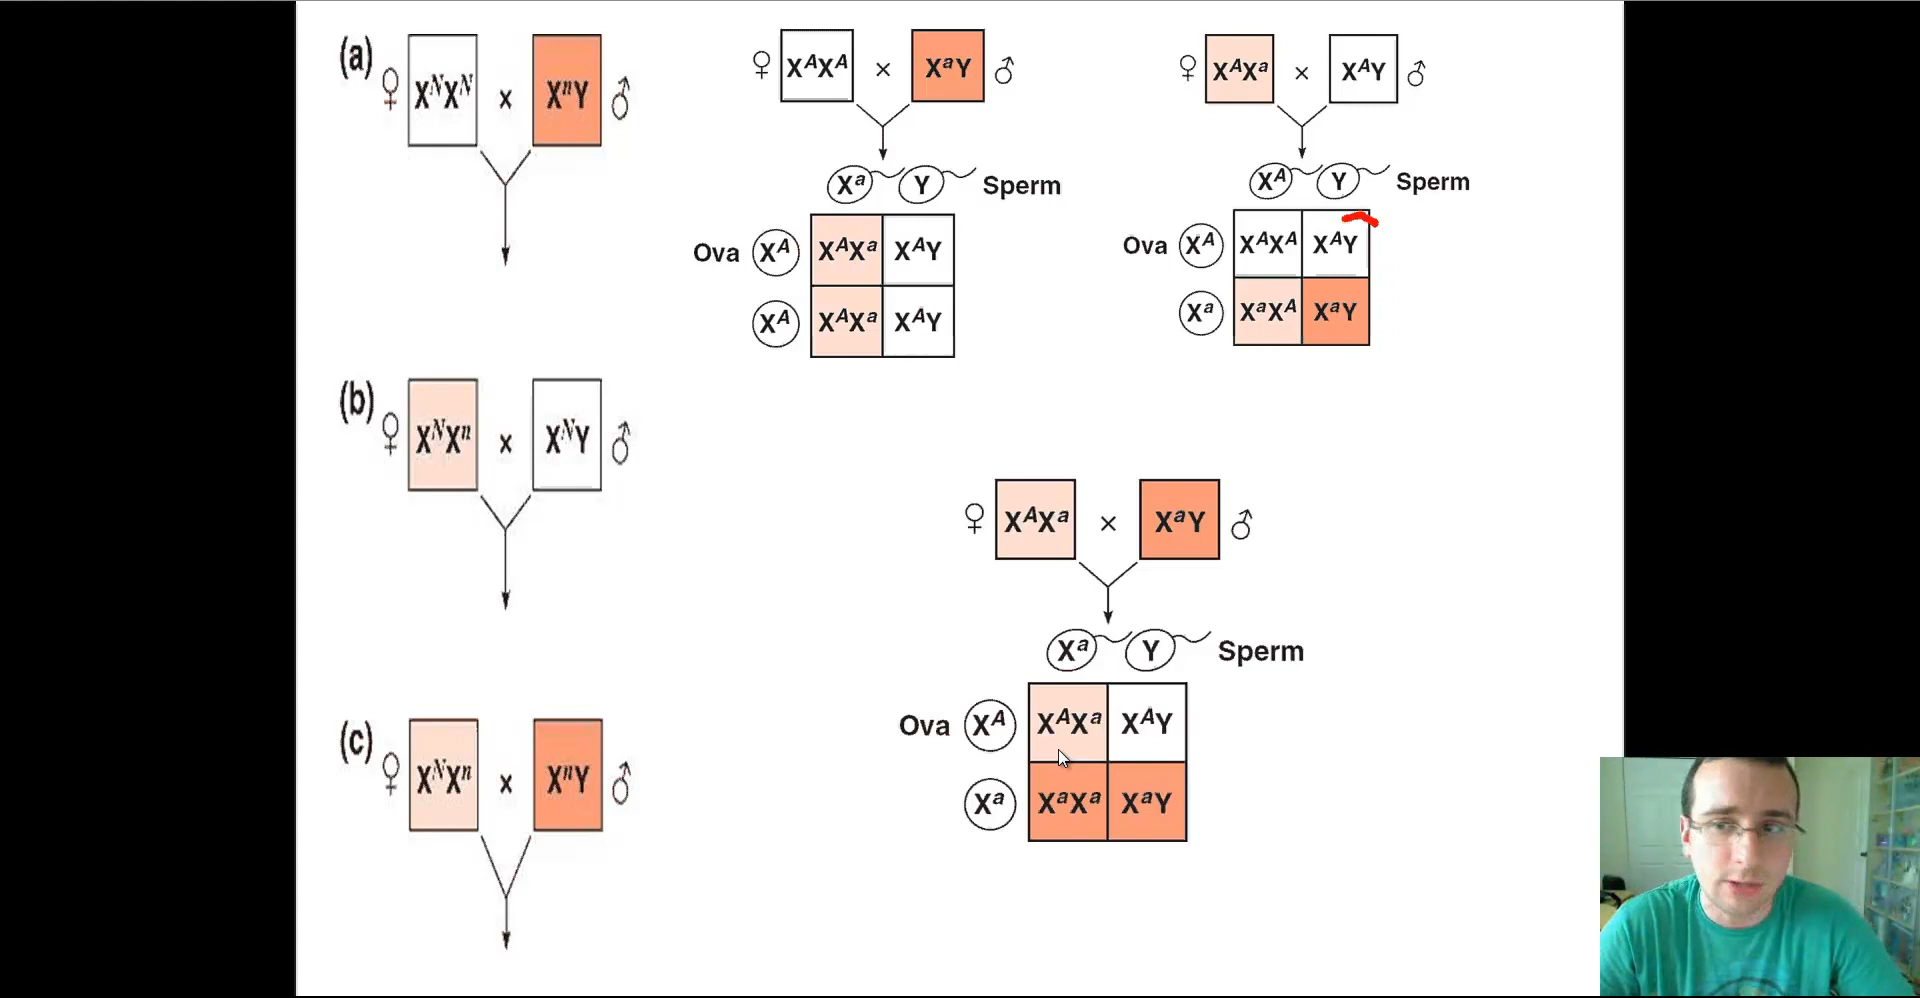 (a)
♀ XᴺXᴺ × XⁿY ♂
♀ XᴬXᴬ × XᵃY ♂
Xᵃ Y Sperm
Ova Xᴬ XᴬXᵃ XᴬY
Xᴬ XᴬXᵃ XᴬY
♀ XᴬXᵃ × XᴬY ♂
Xᴬ Y Sperm
Ova Xᴬ XᴬXᴬ XᴬY
Xᵃ XᵃXᴬ XᵃY
(b)
♀ XᴺXⁿ × XᴺY ♂
(c)
♀ XᴺXⁿ × XⁿY ♂
♀ XᴬXᵃ × XᵃY ♂
Xᵃ Y Sperm
Ova Xᴬ XᴬXᵃ XᴬY
Xᵃ XᵃXᵃ XᵃY